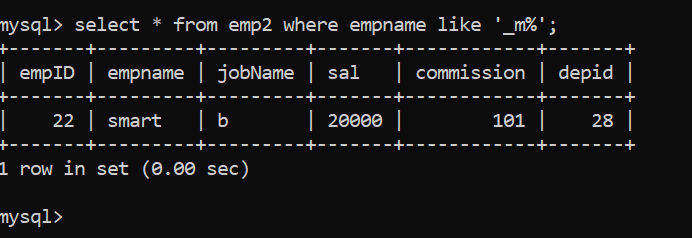 mysql> select * from emp2 where empname like '_m%';
+-------+---------+---------+-------+------------+-------+
| empID | empname | jobName | sal   | commission | depid |
+-------+---------+---------+-------+------------+-------+
|    22 | smart   | b       | 20000 |        101 |    28 |
+-------+---------+---------+-------+------------+-------+
1 row in set (0.00 sec)
mysql>